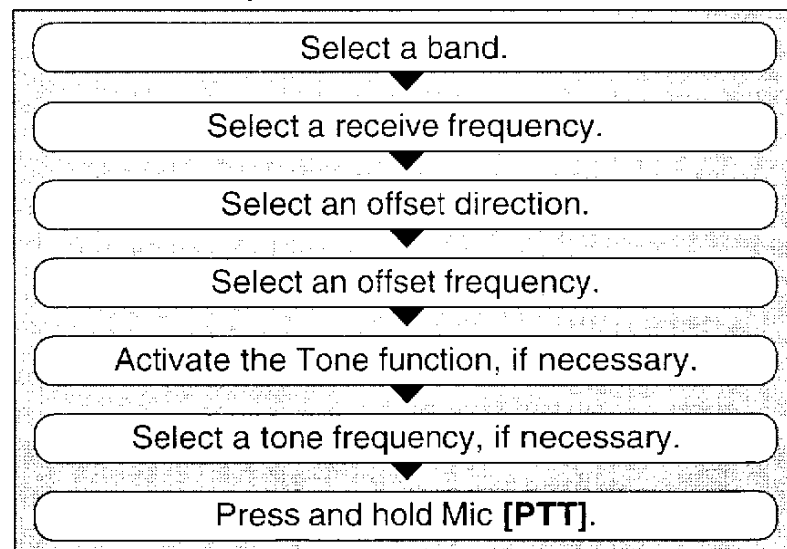 Select a band.
Select a receive frequency.
Select an offset direction.
Select an offset frequency.
Activate the Tone function, if necessary.
Select a tone frequency, if necessary.
Press and hold Mic [PTT].